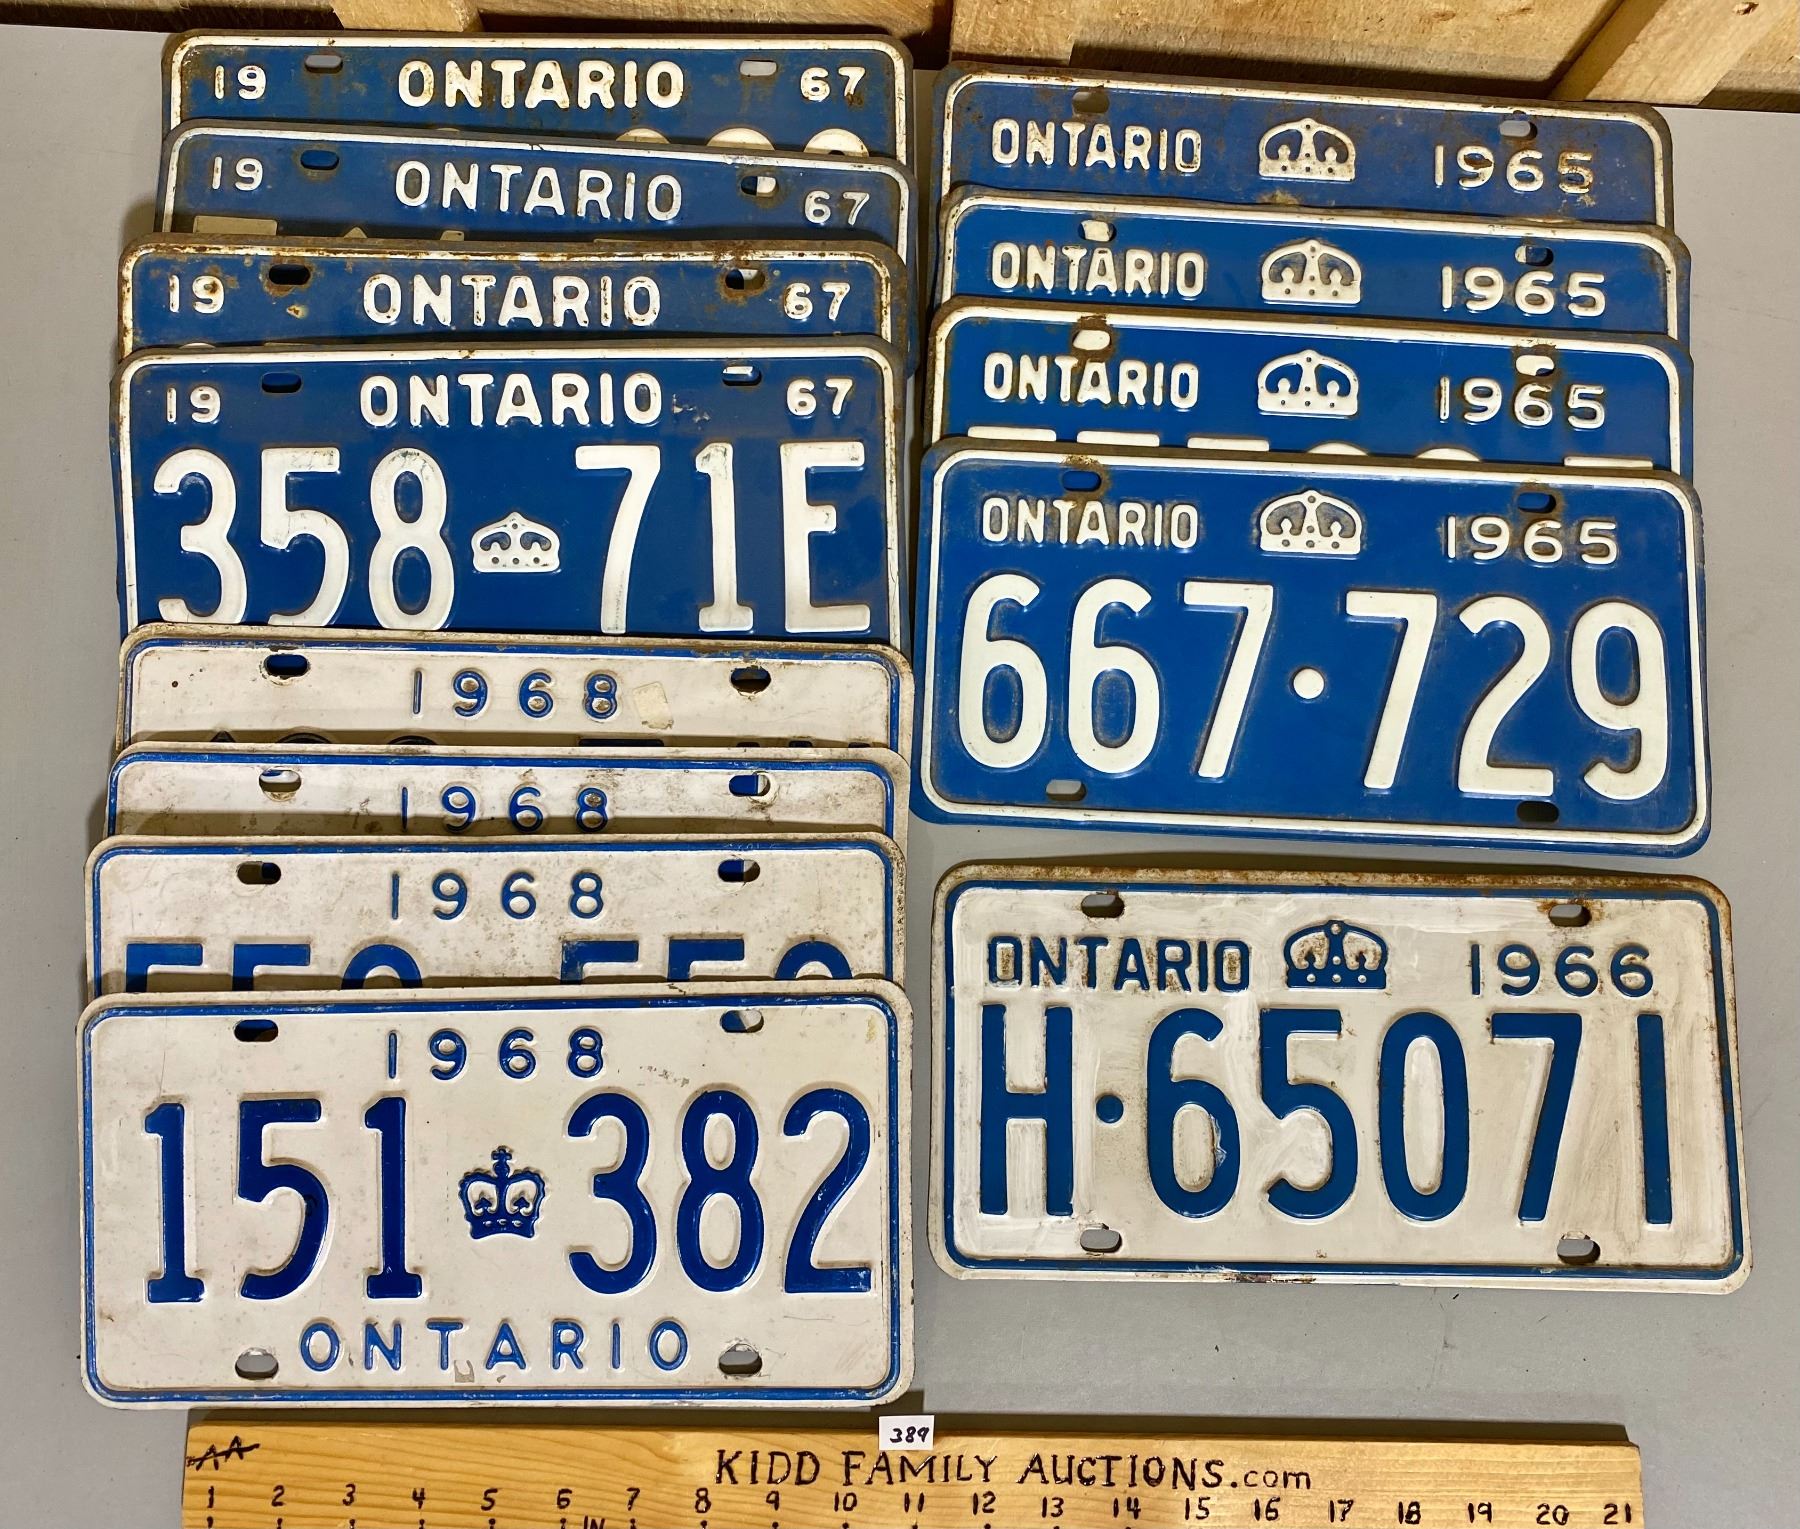 19 ONTARIO 67
19 ONTARIO 67
19 ONTARIO 67
19 ONTARIO 67
358 71E
1968
1968
1968
151 382
1968
ONTARIO
ONTARIO 1965
ONTARIO 1965
ONTARIO 1965
ONTARIO 1965
667·729
ONTARIO 1966
H·65071
389
AA
KIDD FAMILY AUCTIONS.com
1 2 3 4 5 6 7 8 9 10 11 12 13 14 15 16 17 18 19 20 21
IN